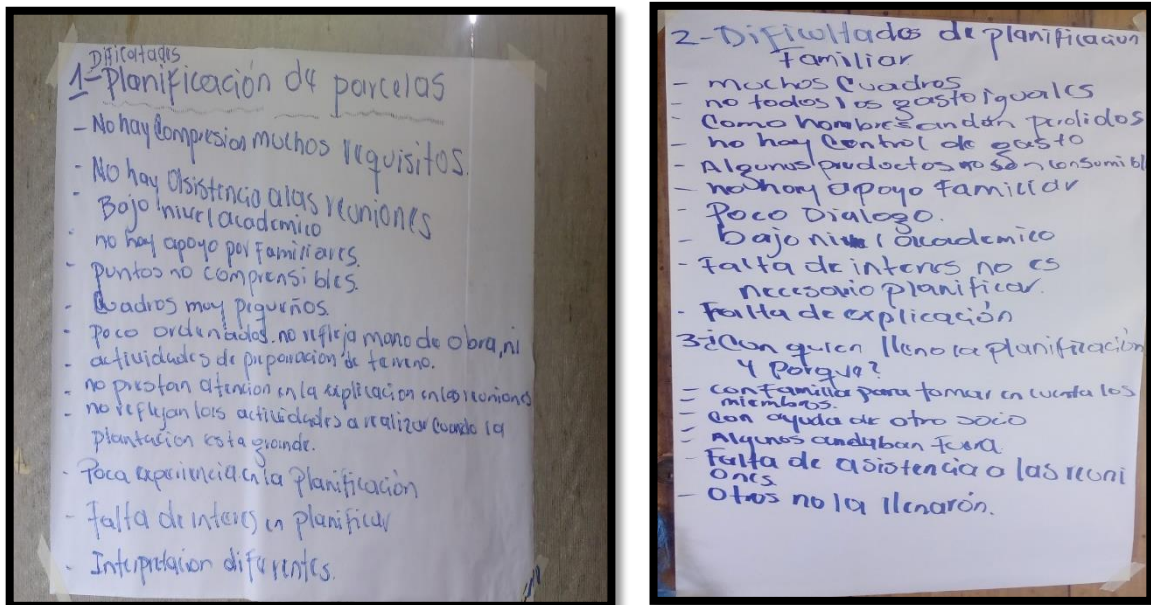 Dificultades
1- Planificación de parcelas
- No hay Compresion muchos requisitos.
- No hay asistencia a las reuniones
- Bajo nivel academico
- no hay apoyo por Familiares.
- puntos no comprensibles.
- Cuadros muy pequeños.
- poco ordenados. no refleja mano de obra, ni
- actividades de preparacion de terreno.
- no prestan atencion en la explicacion en las reuniones
- no reflejan las actividades a realizar cuando la
plantacion esta grande.
- Poca experiencia en la Planificación
- Falta de interes en planificar
- Interpretacion diferentes.
2- Dificultades de planificacion
Familiar
- muchos Cuadros
- no todos los gasto iguales
- Como hombres andan perdidos
- no hay Control de gasto
- Algunos productos no son consumibl
- no hay apoyo Familiar
- Poco Dialogo.
- bajo nivel academico
- Falta de interes no es
necesario planificar.
- Falta de explicación
3- ¿Con quien lleno la planificación
y porque?
- con Familia para tomar en cuenta los
miembros.
- Con ayuda de otro socio
- Algunos andaban fuera.
- Falta de asistencia a las reuni
ones
- Otros no la llenarón.